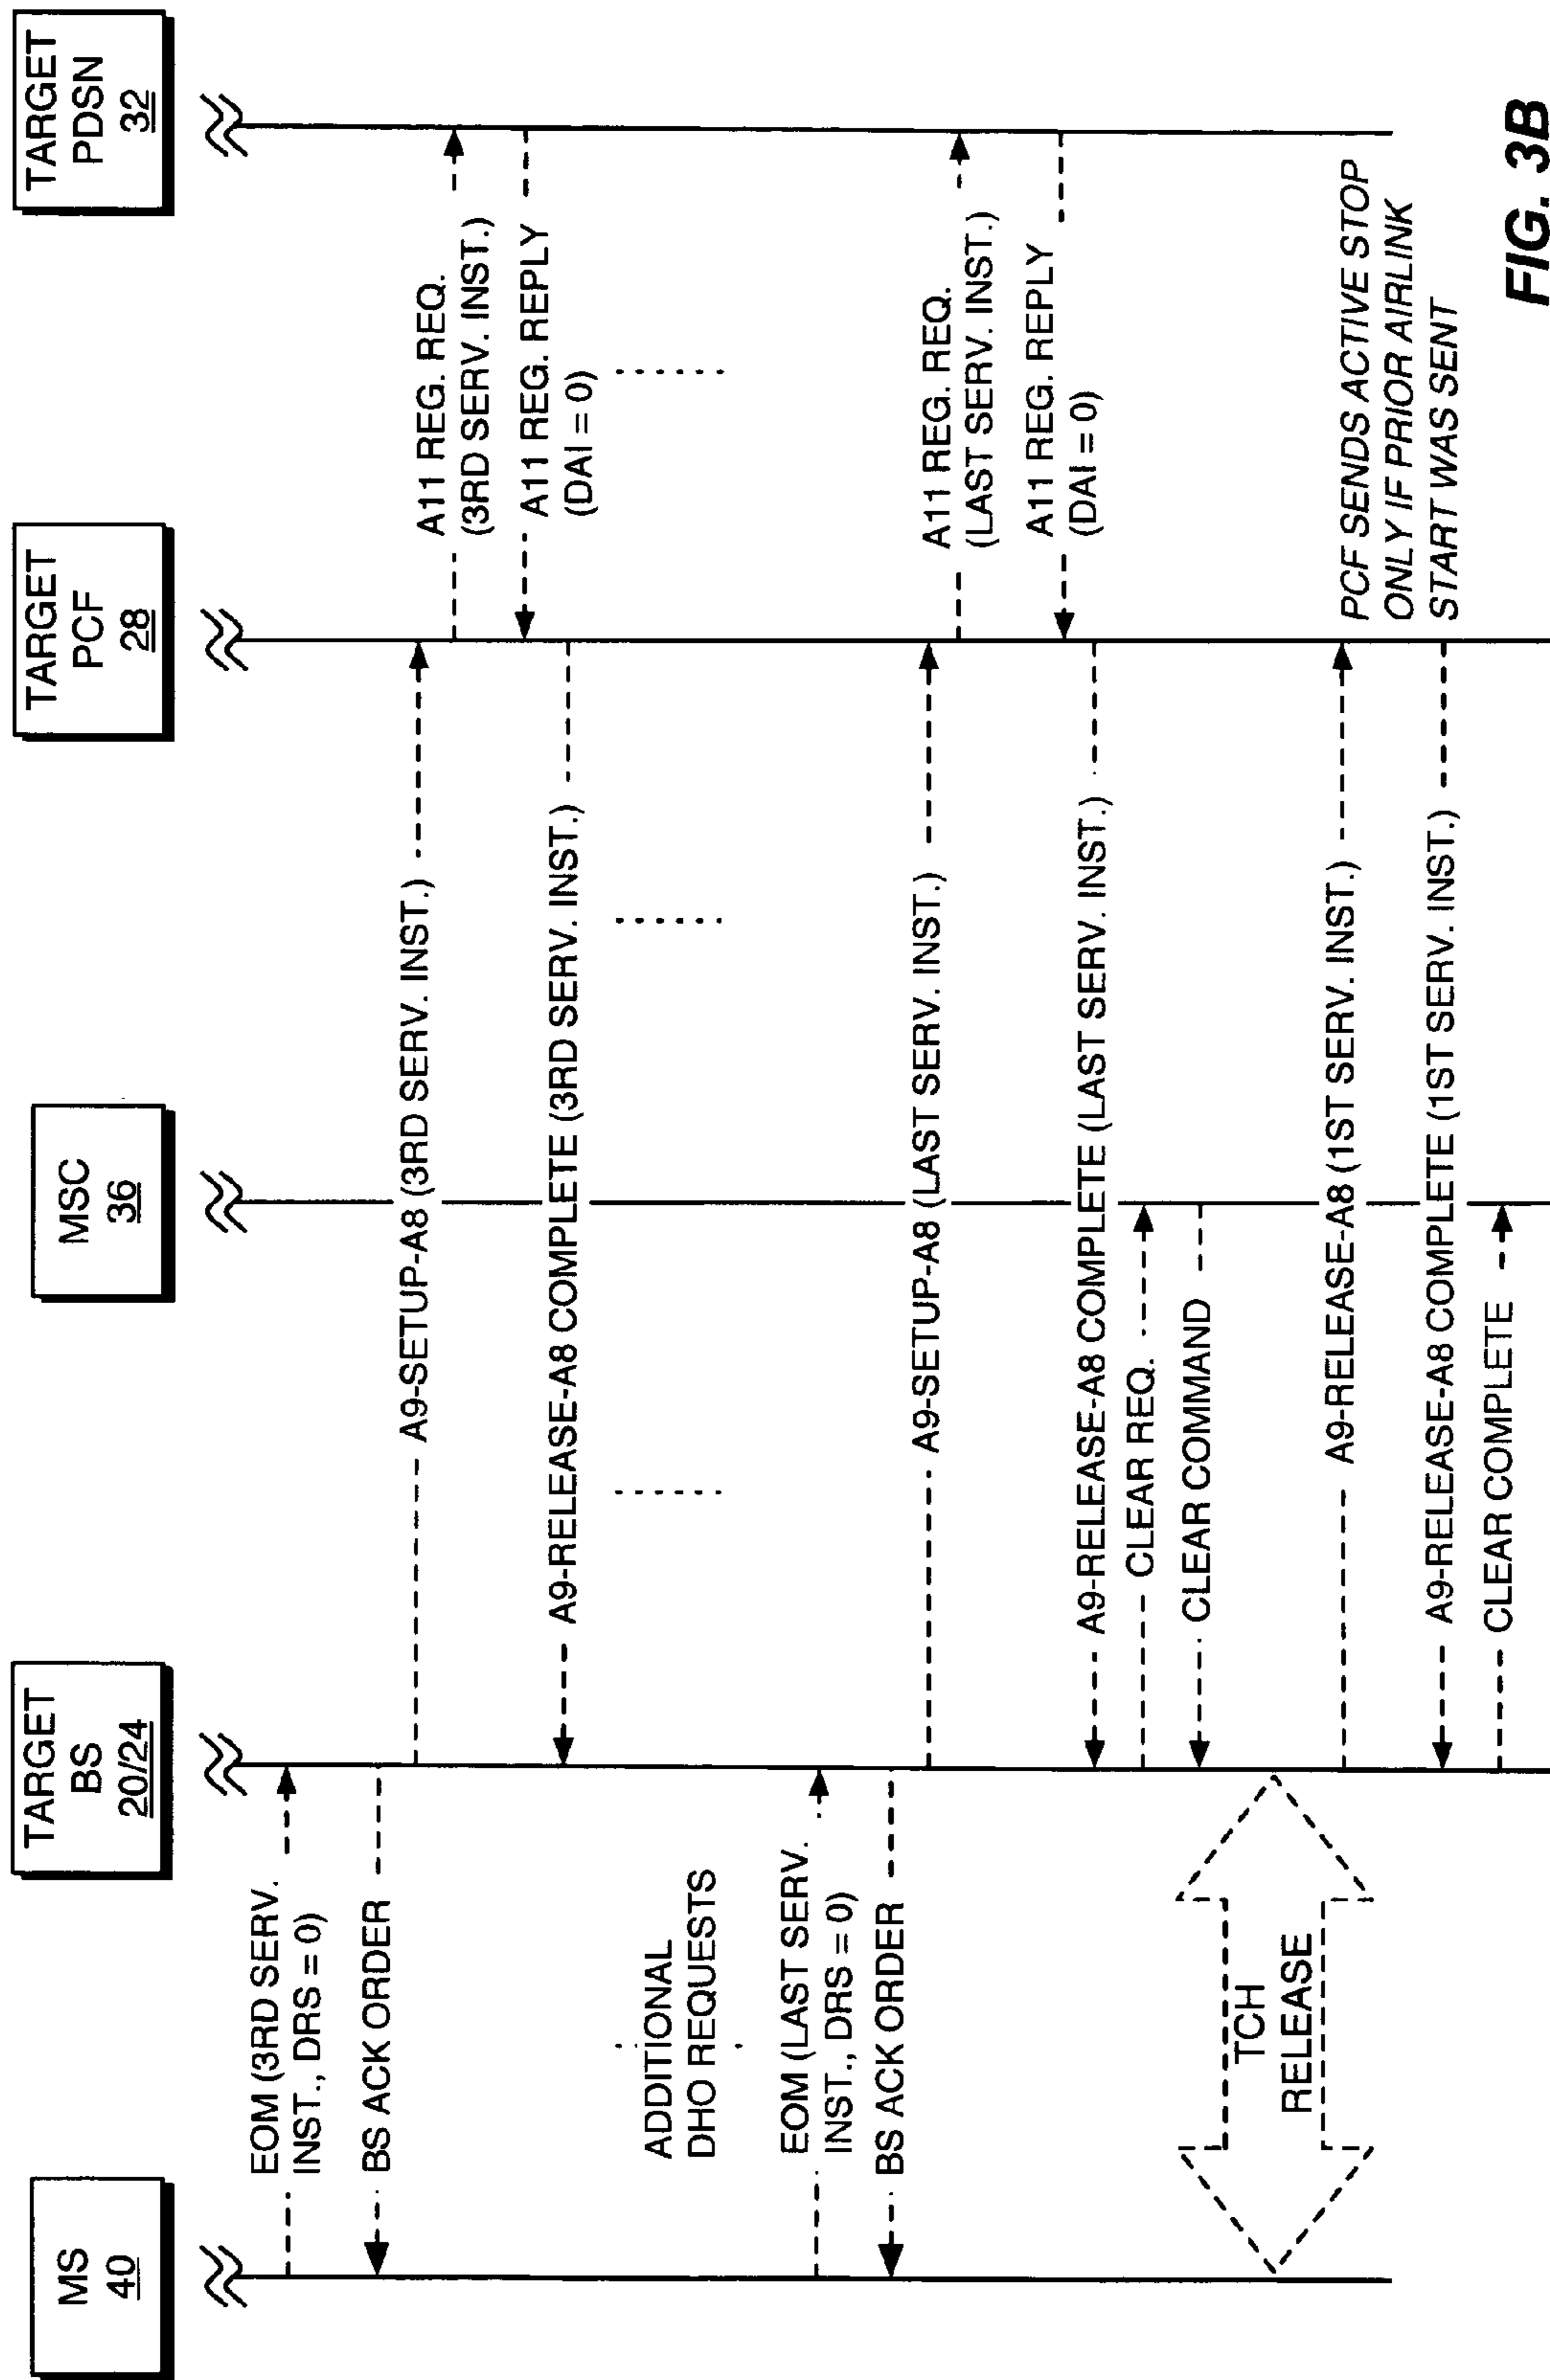 MS
40
TARGET
BS
20/24
MSC
36
TARGET
PCF
28
TARGET
PDSN
32
EOM (3RD SERV.
INST., DRS = 0)
BS ACK ORDER
A9-SETUP-A8 (3RD SERV. INST.)
A11 REG. REQ.
(3RD SERV. INST.)
A11 REG. REPLY
(DAI = 0)
A9-RELEASE-A8 COMPLETE (3RD SERV. INST.)
ADDITIONAL
DHO REQUESTS
EOM (LAST SERV.
INST., DRS = 0)
BS ACK ORDER
A9-SETUP-A8 (LAST SERV. INST.)
A11 REG. REQ.
(LAST SERV. INST.)
A11 REG. REPLY
(DAI = 0)
A9-RELEASE-A8 COMPLETE (LAST SERV. INST.)
CLEAR REQ.
CLEAR COMMAND
TCH
RELEASE
A9-RELEASE-A8 (1ST SERV. INST.)
PCF SENDS ACTIVE STOP
ONLY IF PRIOR AIRLINK
START WAS SENT
A9-RELEASE-A8 COMPLETE (1ST SERV. INST.)
CLEAR COMPLETE
FIG. 3B